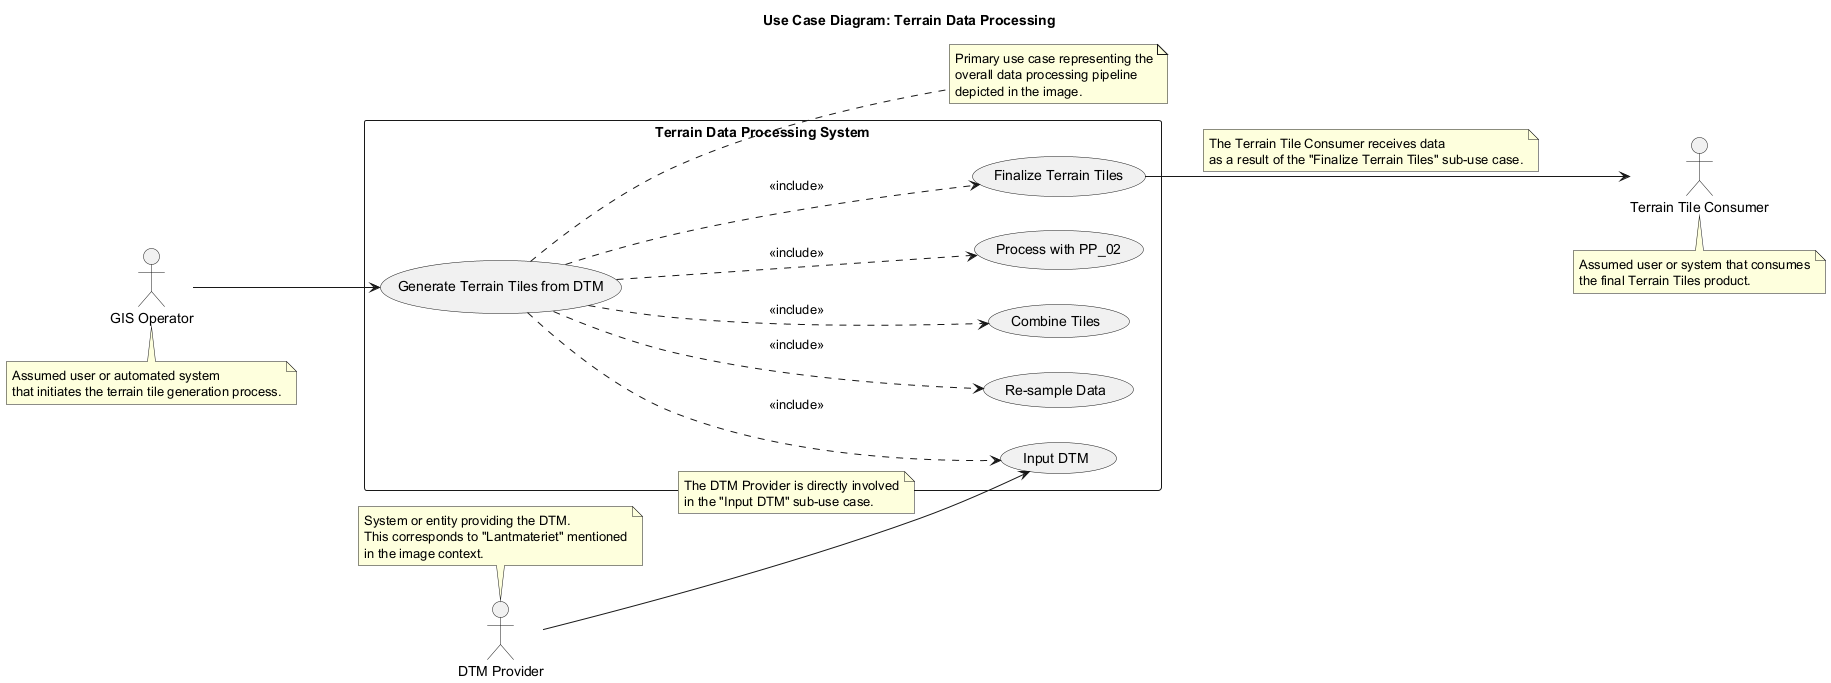 Use Case Diagram: Terrain Data Processing
Primary use case representing the
overall data processing pipeline
depicted in the image.
Terrain Data Processing System
The Terrain Tile Consumer receives data
as a result of the "Finalize Terrain Tiles" sub-use case.
Finalize Terrain Tiles
«include»
Terrain Tile Consumer
Process with PP_02
«include»
Assumed user or system that consumes
the final Terrain Tiles product.
Generate Terrain Tiles from DTM
GIS Operator
«include»
Combine Tiles
«include»
Assumed user or automated system
that initiates the terrain tile generation process.
Re-sample Data
«include»
Input DTM
The DTM Provider is directly involved
in the "Input DTM" sub-use case.
System or entity providing the DTM.
This corresponds to "Lantmateriet" mentioned
in the image context.
DTM Provider